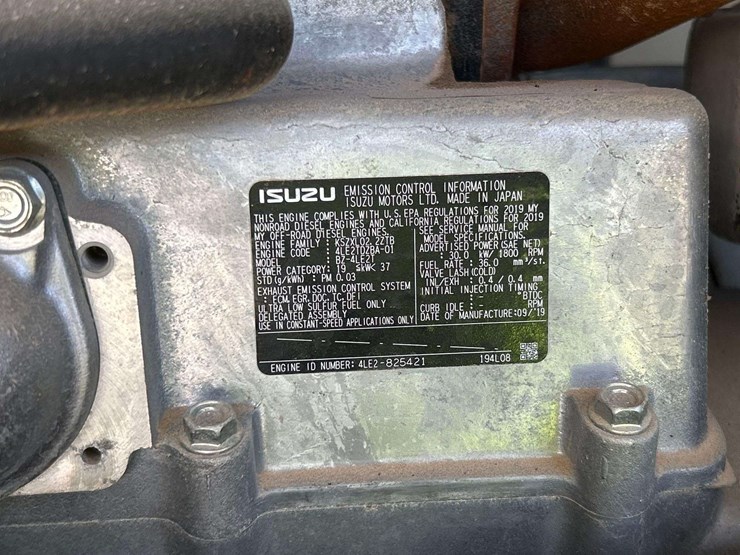 ISUZU EMISSION CONTROL INFORMATION
ISUZU MOTORS LTD. MADE IN JAPAN
THIS ENGINE COMPLIES WITH U.S.EPA REGULATIONS FOR 2019 MY
NONROAD DIESEL ENGINES AND CALIFORNIA REGULATIONS FOR 2019
MY OFF-ROAD DIESEL ENGINES.
ENGINE FAMILY : KSZXL02.2ZTB
ENGINE CODE :
MODEL : BZ-4LE2T
POWER CATEGORY : 19 ≤kW< 37
STD(g/kWh) : PM 0.03
EXHAUST EMISSION CONTROL SYSTEM
: ECM,EGR,DOC,TC,DFI
ULTRA LOW SULFUR FUEL ONLY
DELEGATED ASSEMBLY
USE IN CONSTANT-SPEED APPLICATIONS ONLY
SEE SERVICE MANUAL FOR
MODEL SPECIFICATIONS.
ADVERTISED POWER(SAE NET)
: 30.0 kW/ 1800 RPM
FUEL RATE : 36.0 mm³/st.
VALVE LASH(COLD)
IN/EXH : 0.4 / 0.4 mm
INITIAL INJECTION TIMING
: - °BTDC
CURB IDLE : - RPM
DATE OF MANUFACTURE:09/'19
ENGINE ID NUMBER: 4LE2-825421 194L08